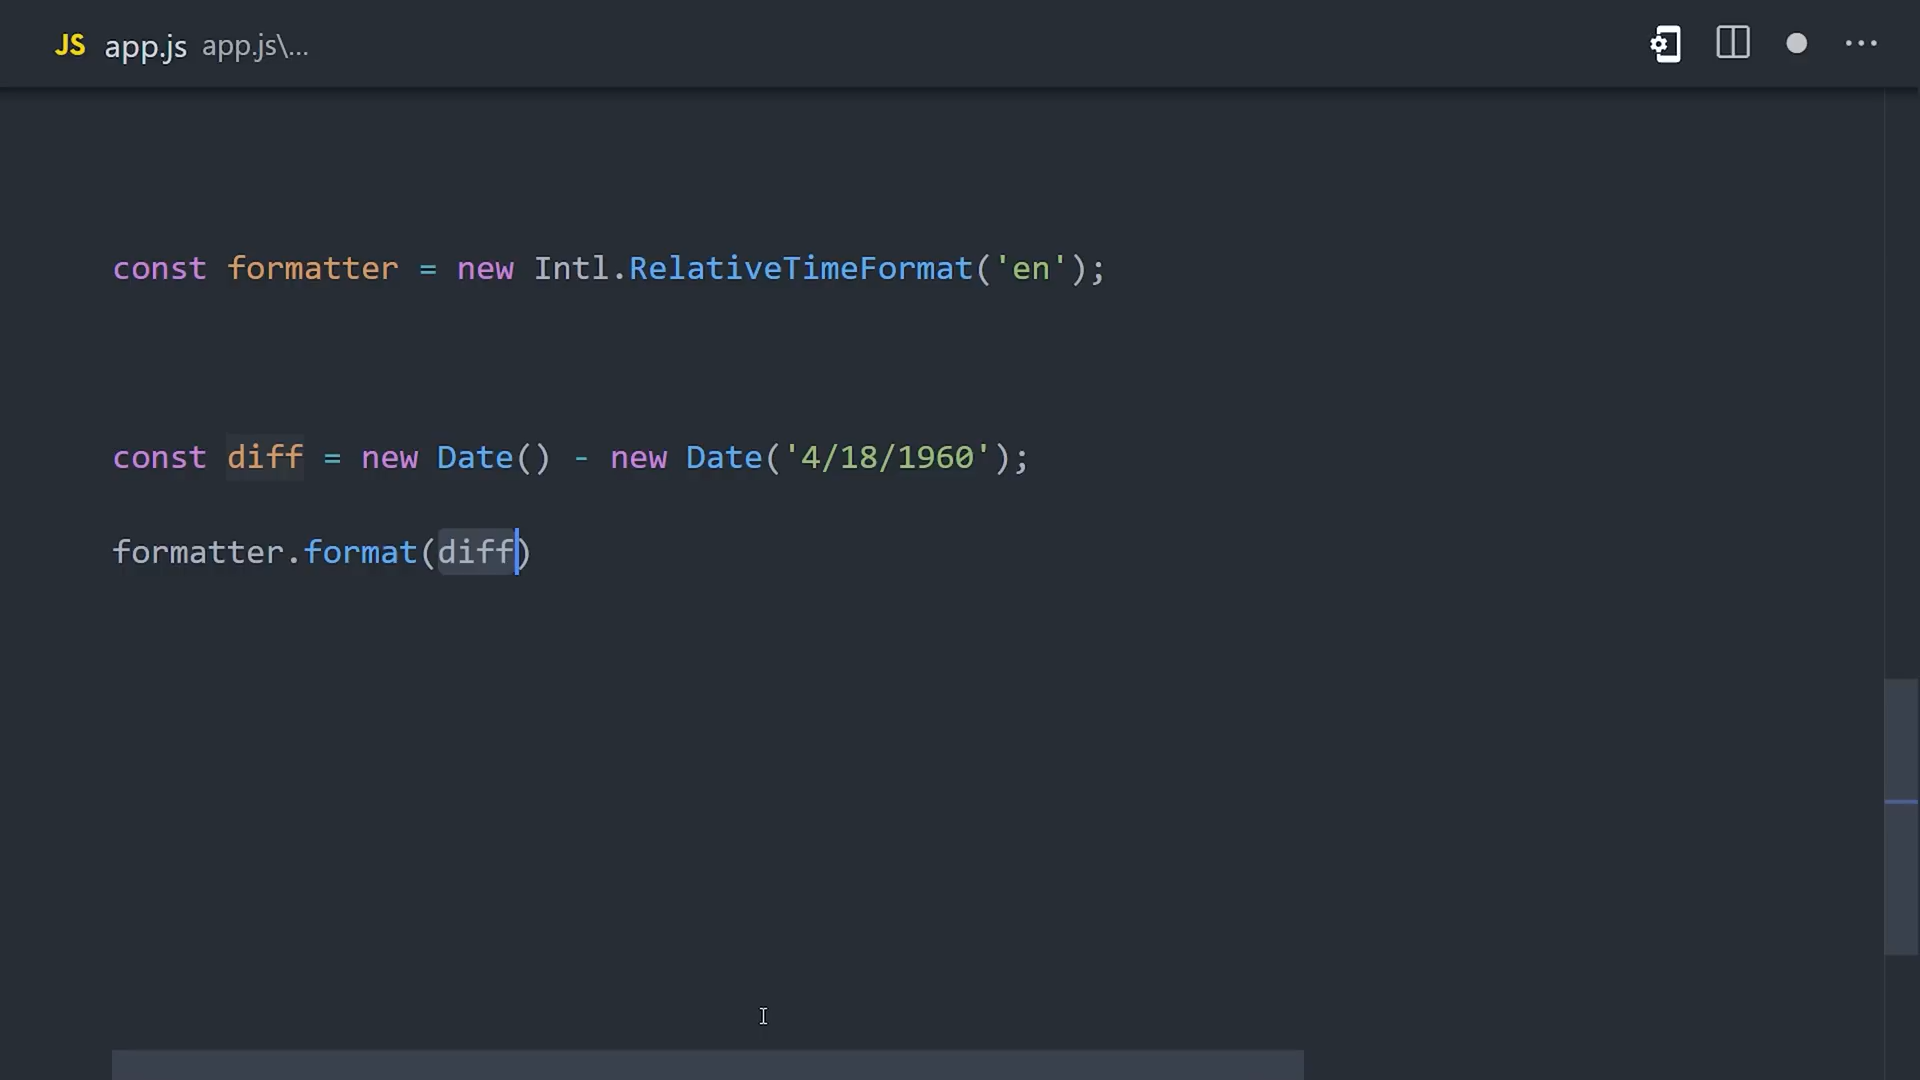 JS app.js app.js\...
const formatter = new Intl.RelativeTimeFormat('en');
const diff = new Date() - new Date('4/18/1960');
formatter.format(diff)